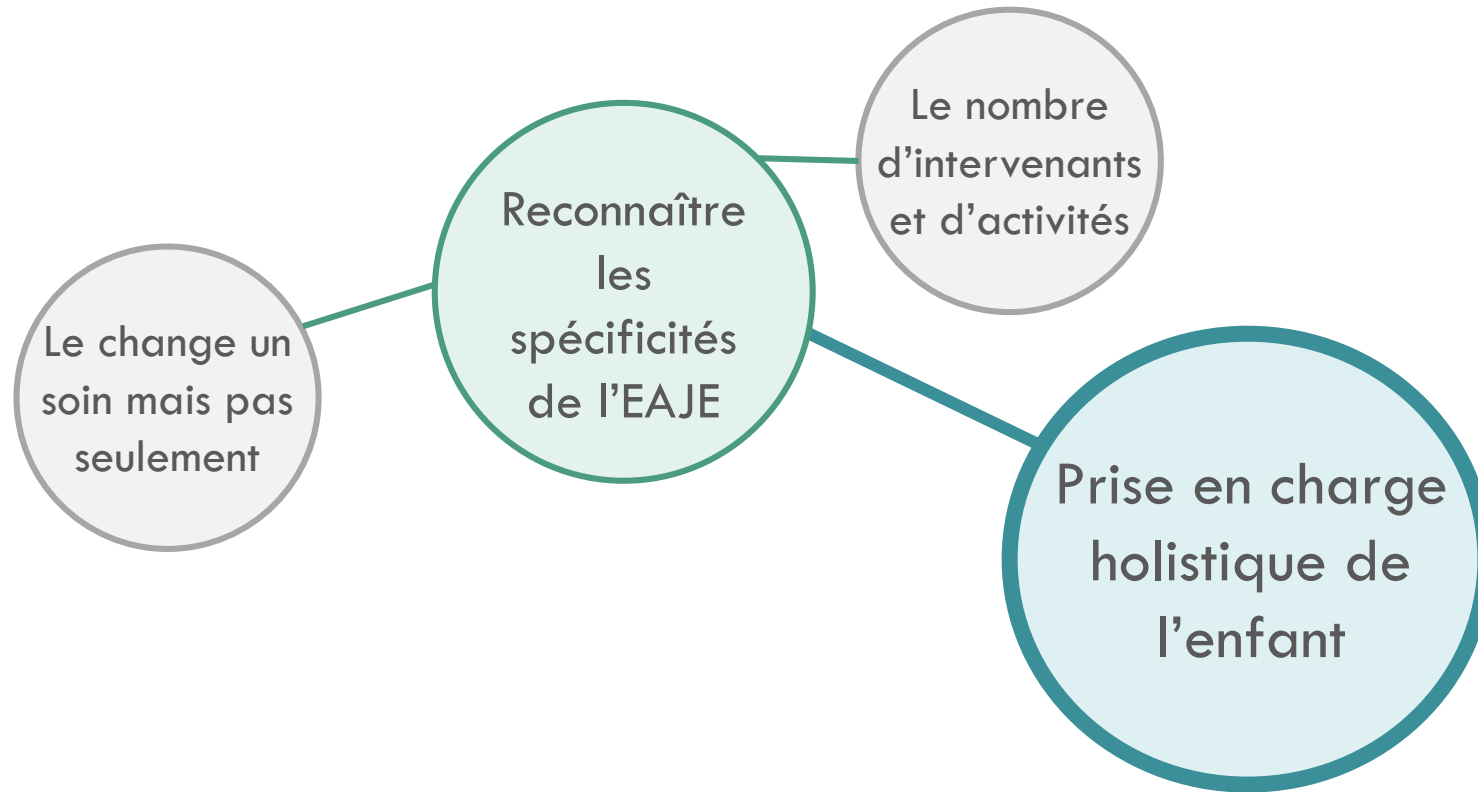 Le nombre
d’intervenants
et d’activités
Reconnaître
les
spécificités
de l’EAJE
Le change un
soin mais pas
seulement
Prise en charge
holistique de
l’enfant